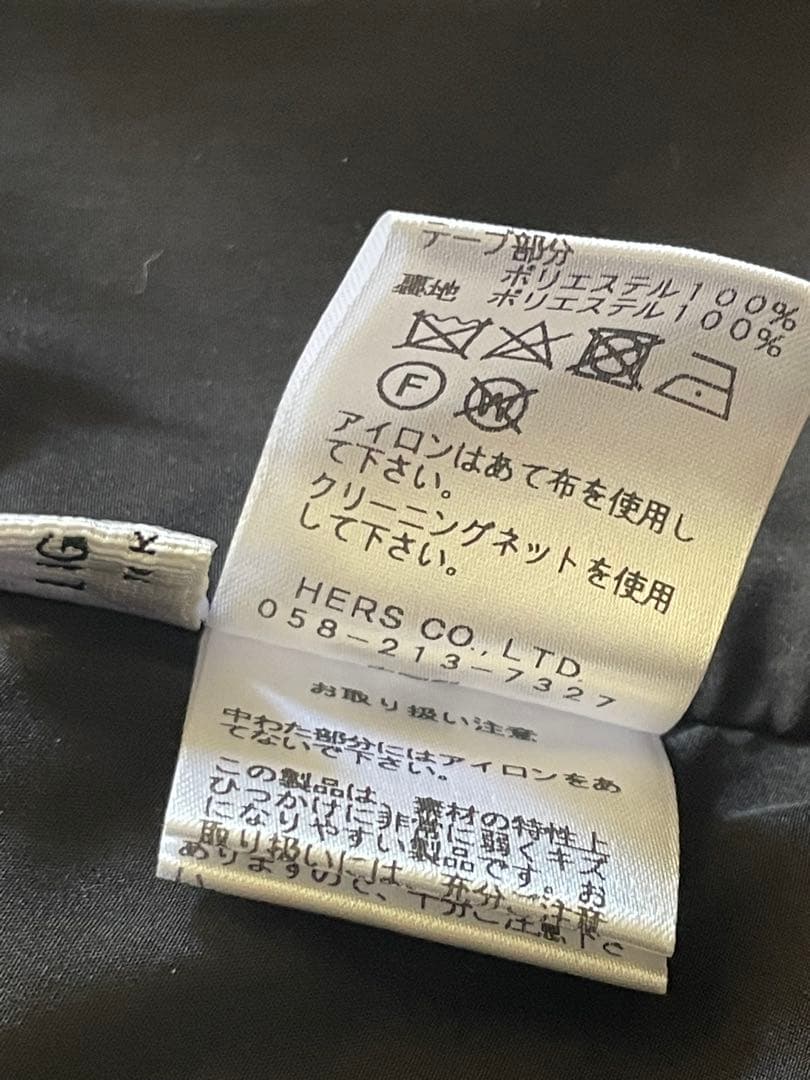 テープ部分
ポリエステル100%
裏地 ポリエステル100%
F
W
アイロンはあて布を使用し
て下さい。
クリーニングネットを使用
して下さい。
HERS CO., LTD.
058-213-7327
お取り扱い注意
中わた部分にはアイロンをあ
てないで下さい。
この製品は、素材の特性上
ひっかけに非常に弱くキズ
になりやすい製品です。お
取り扱いには、充分ご注意